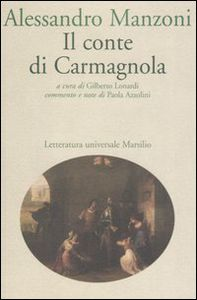 Alessandro Manzoni
Il conte
di Carmagnola
a cura di Gilberto Lonardi
commento e note di Paola Azzolini
Letteratura universale Marsilio